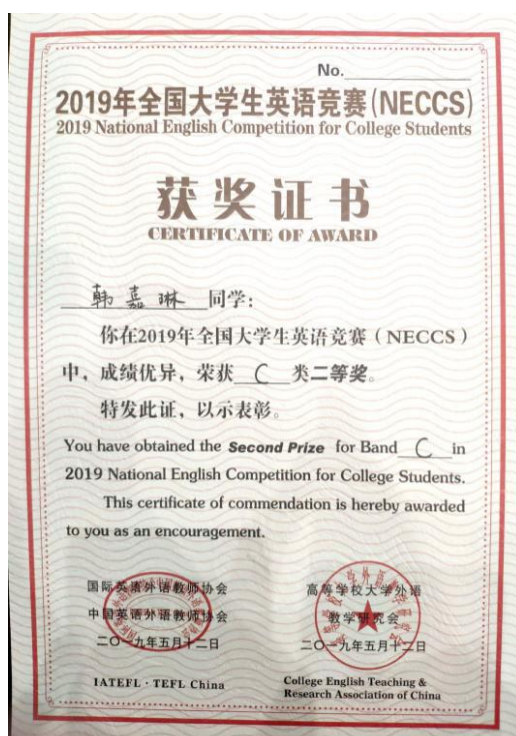 No.
2019年全国大学生英语竞赛(NECCS)
2019 National English Competition for College Students
获奖证书
CERTIFICATE OF AWARD
韩嘉琳 同学:
你在2019年全国大学生英语竞赛(NECCS)
中，成绩优异，荣获 C 类二等奖。
特发此证，以示表彰。
You have obtained the Second Prize for Band C in
2019 National English Competition for College Students.
This certificate of commendation is hereby awarded
to you as an encouragement.
国际英语外语教师协会
中国英语外语教师协会
二〇一九年五月十二日
IATEFL · TEFL China
高等学校大学外语
教学研究会
二〇一九年五月十二日
College English Teaching &
Research Association of China